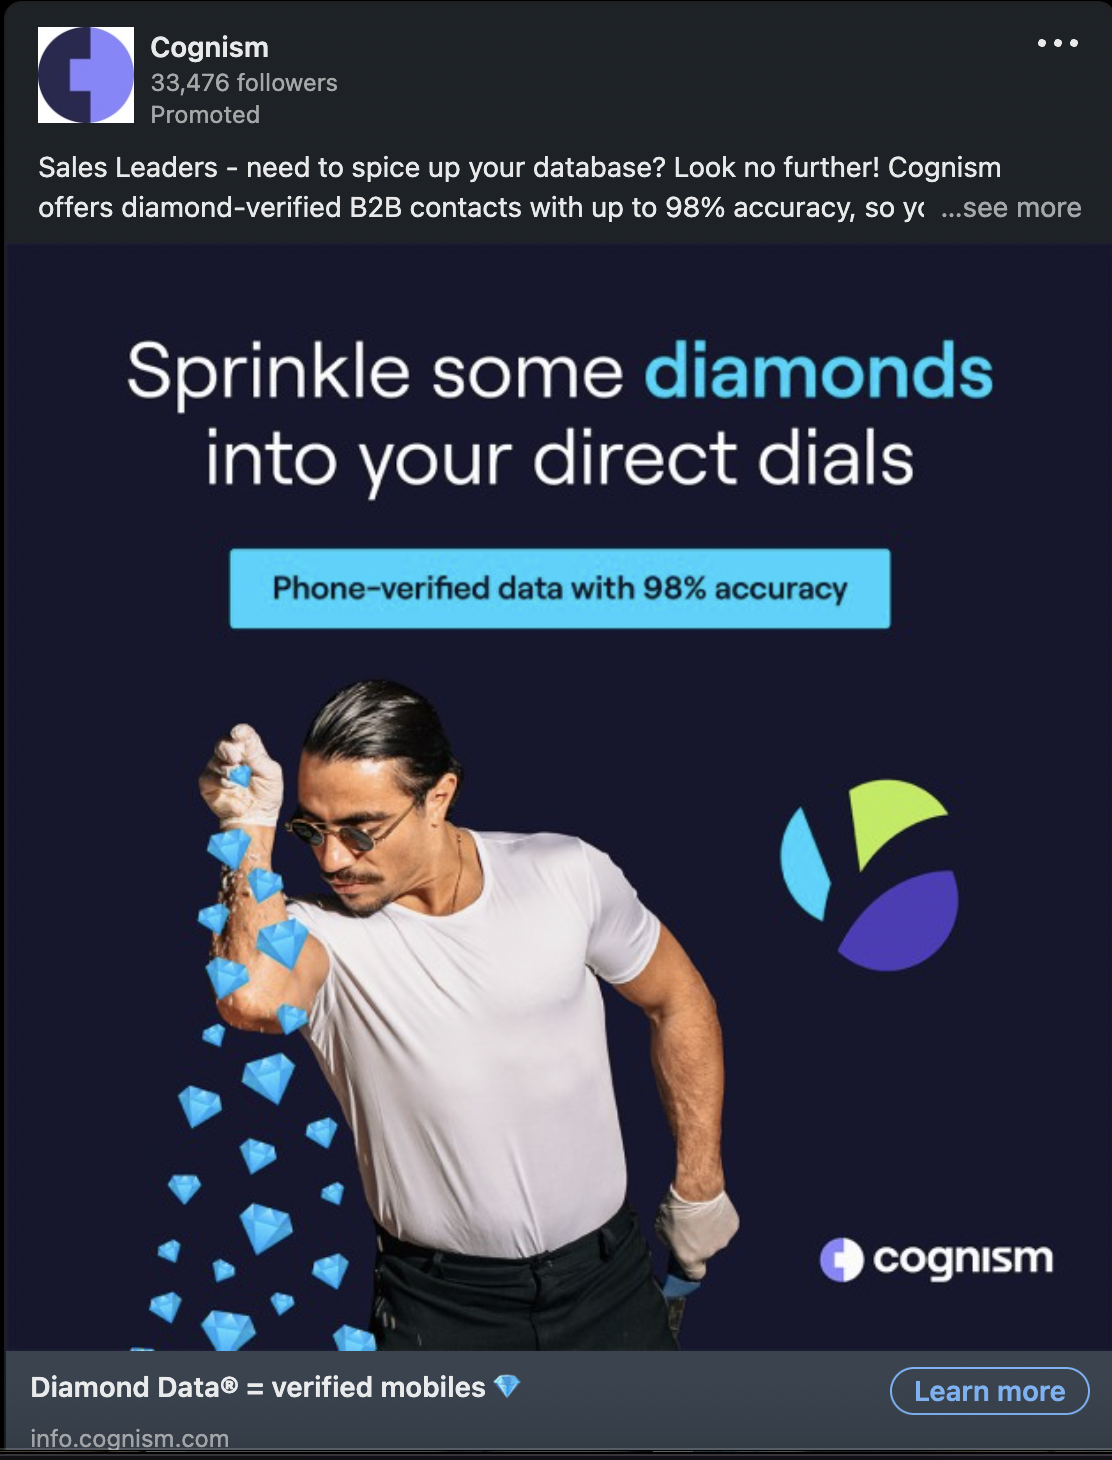 Cognism
33,476 followers
Promoted
Sales Leaders - need to spice up your database? Look no further! Cognism
offers diamond-verified B2B contacts with up to 98% accuracy, so yo ...see more
Sprinkle some diamonds
into your direct dials
Phone-verified data with 98% accuracy
cognism
Diamond Data® = verified mobiles 💎
Learn more
info.cognism.com